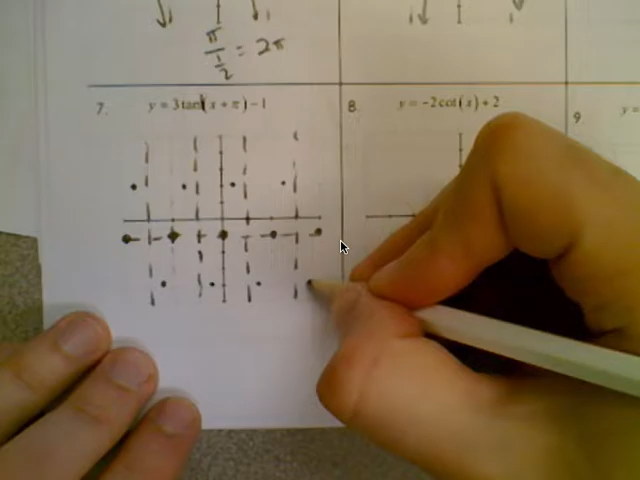 π
1/2 = 2π
7. y = 3tan(x + π) - 1
8. y = -2cot(x) + 2
9. y =